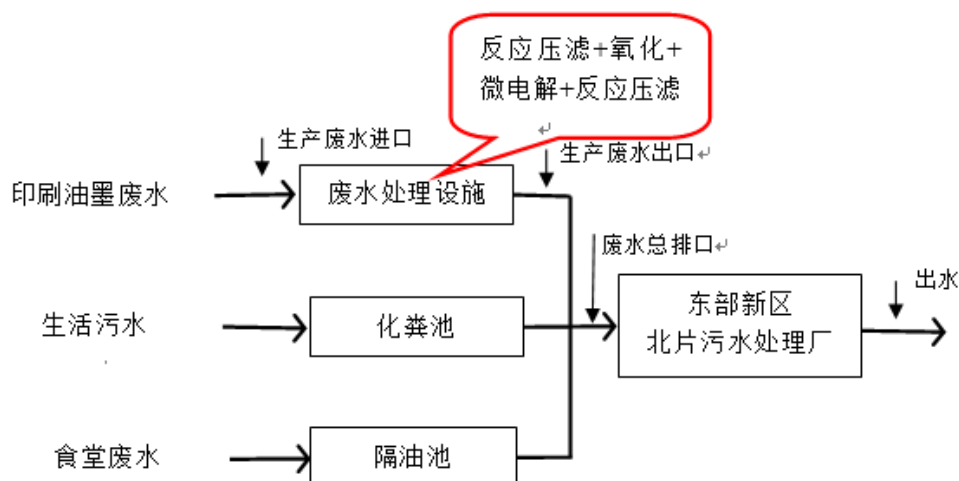 反应压滤+氧化+
微电解+反应压滤
生产废水进口
生产废水出口
印刷油墨废水
废水处理设施
废水总排口
出水
东部新区
北片污水处理厂
生活污水
化粪池
食堂废水
隔油池